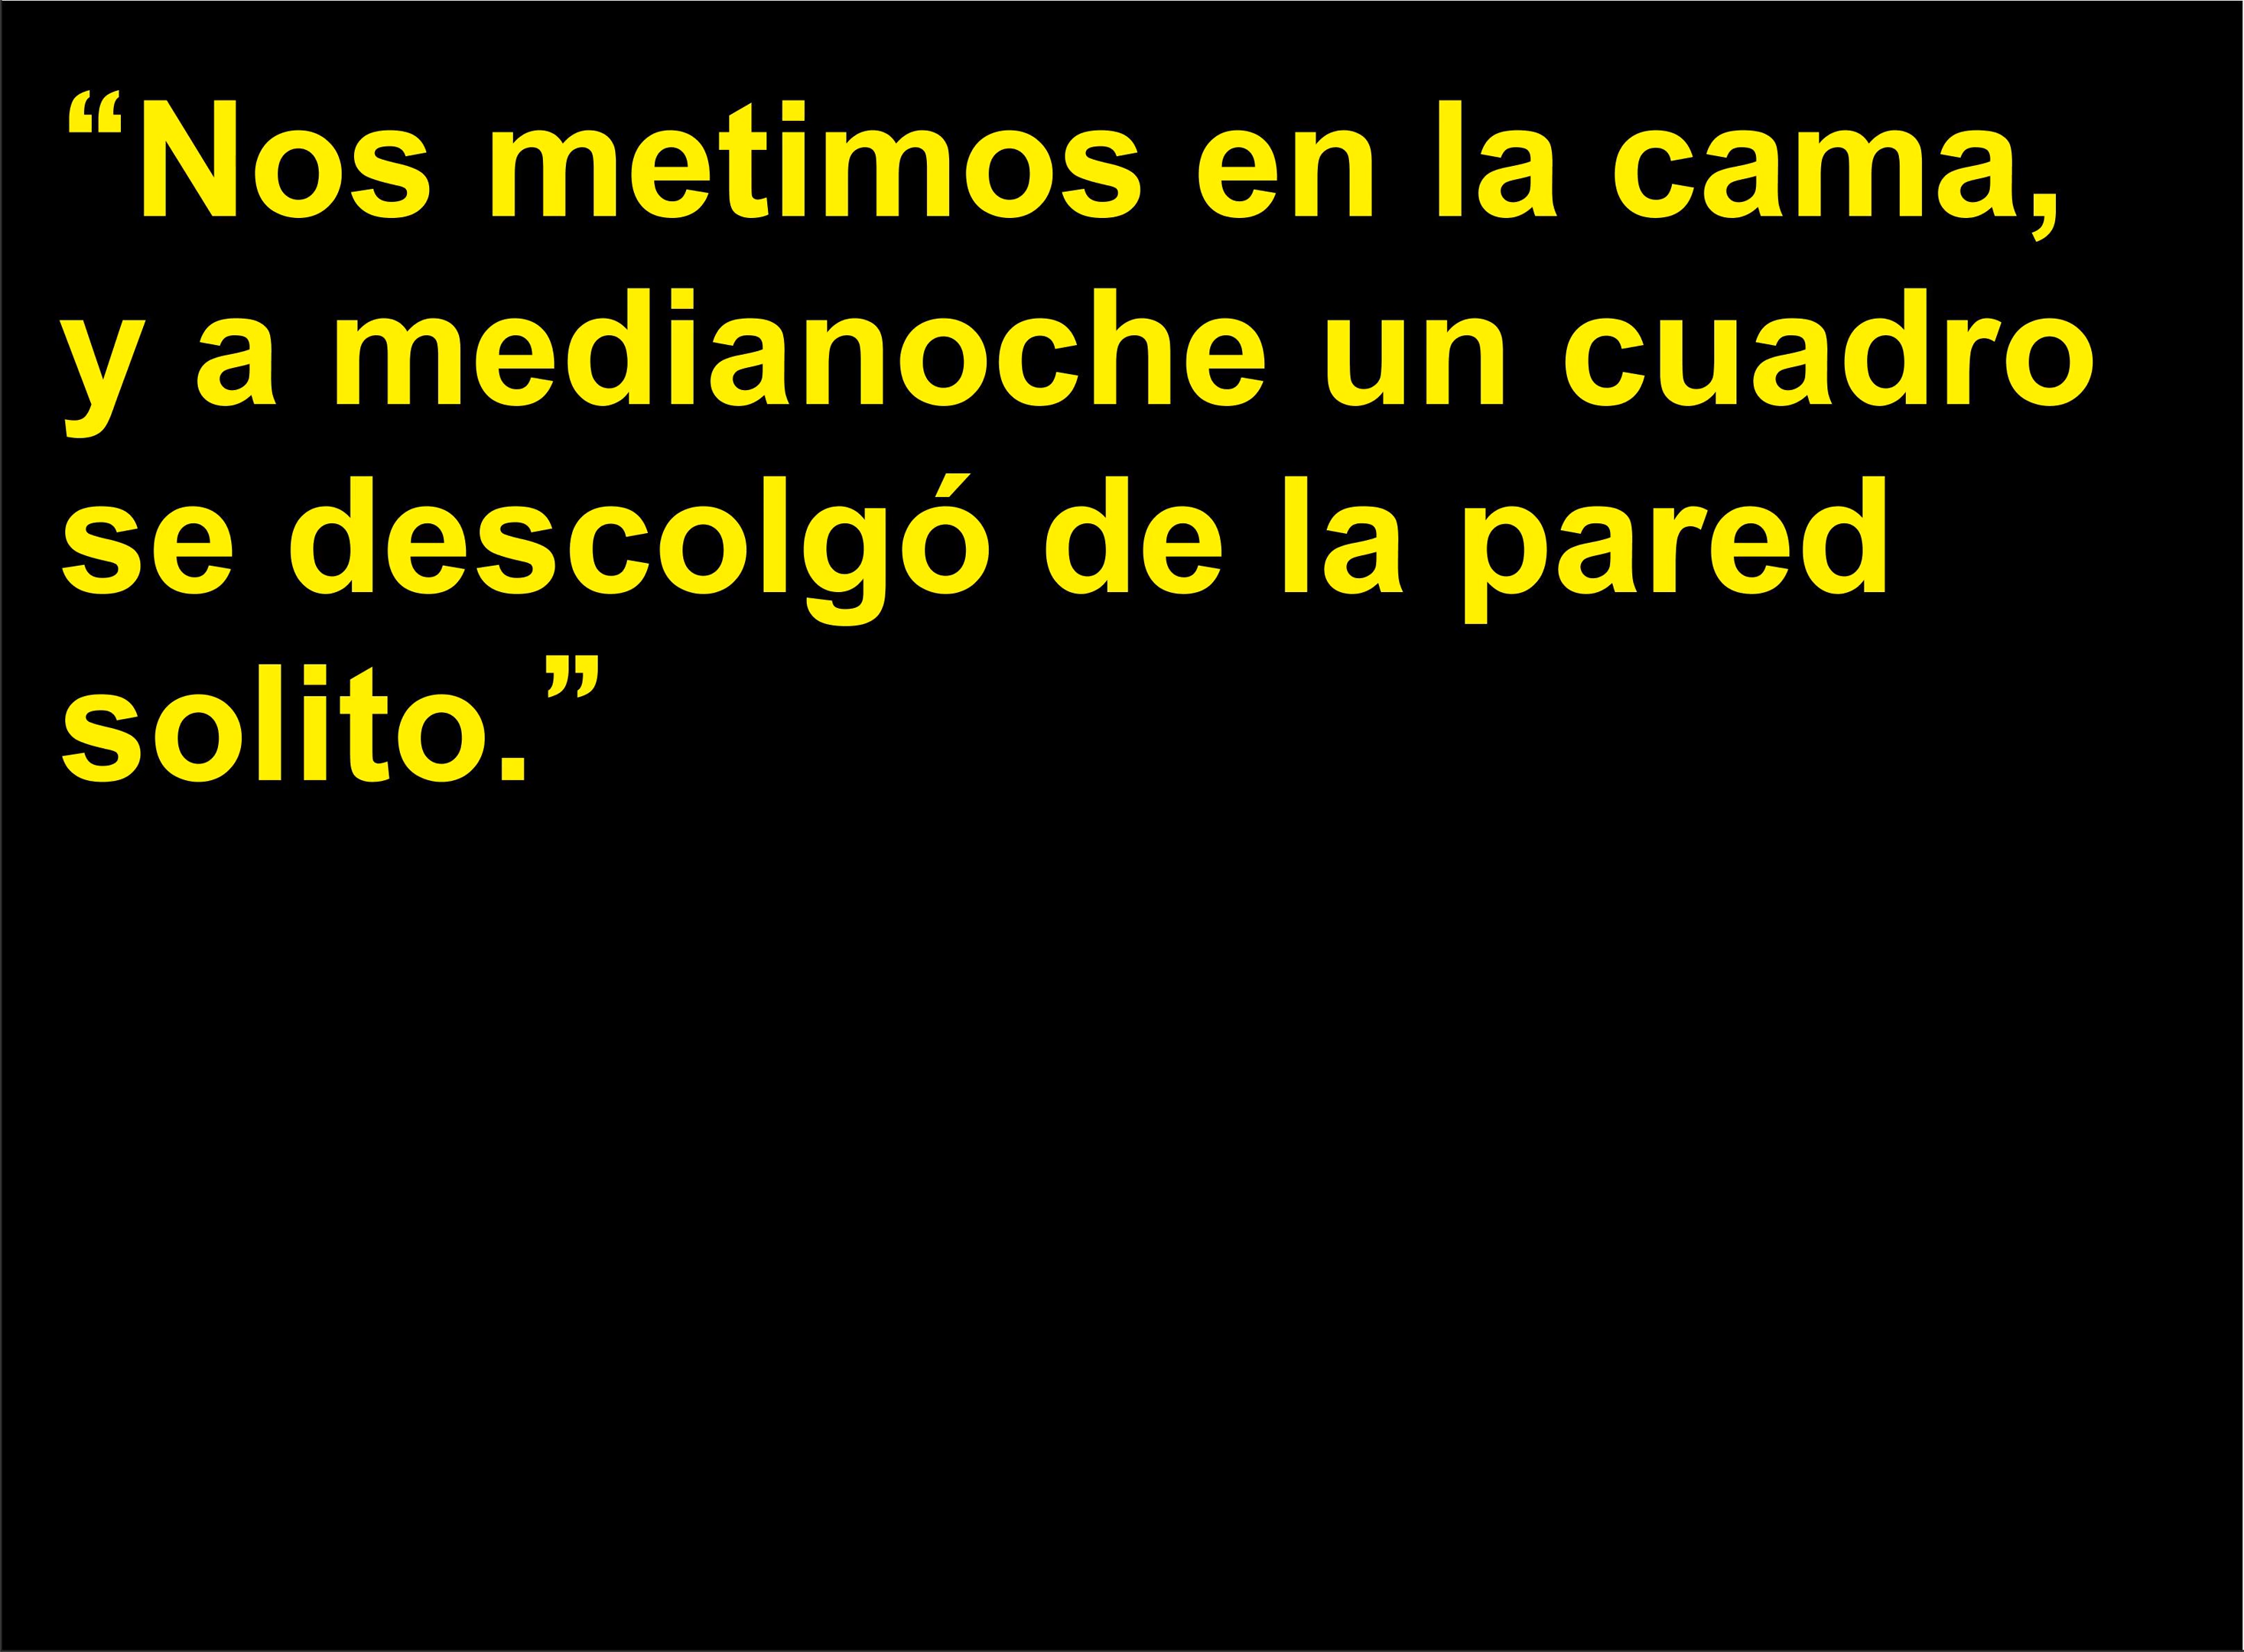 “Nos metimos en la cama,
y a medianoche un cuadro
se descolgó de la pared
solito.”